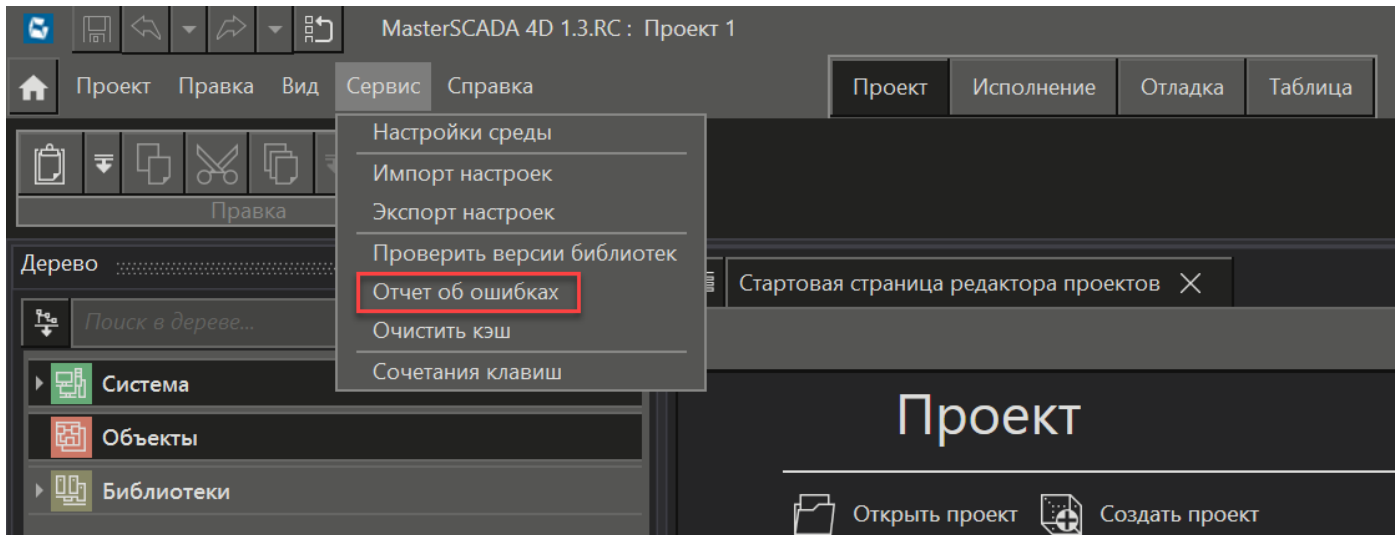 MasterSCADA 4D 1.3.RC : Проект 1
Проект Правка Вид Сервис Справка
Проект Исполнение Отладка Таблица
Настройки среды
Импорт настроек
Экспорт настроек
Проверить версии библиотек
Отчет об ошибках
Очистить кэш
Сочетания клавиш
Правка
Дерево
Поиск в дереве...
Система
Объекты
Библиотеки
Стартовая страница редактора проектов
Проект
Открыть проект Создать проект